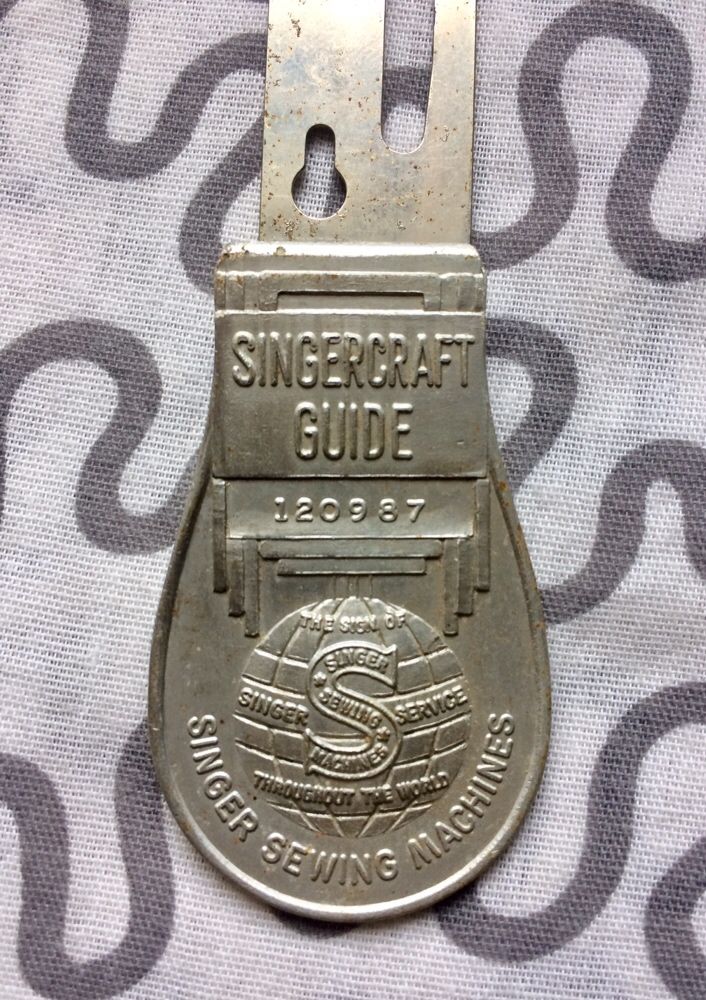 SINGERCRAFT
GUIDE
120987
THE SIGN OF
SINGER
SEWING
MACHINES
SINGER SERVICE
THROUGHOUT THE WORLD
SINGER SEWING MACHINES